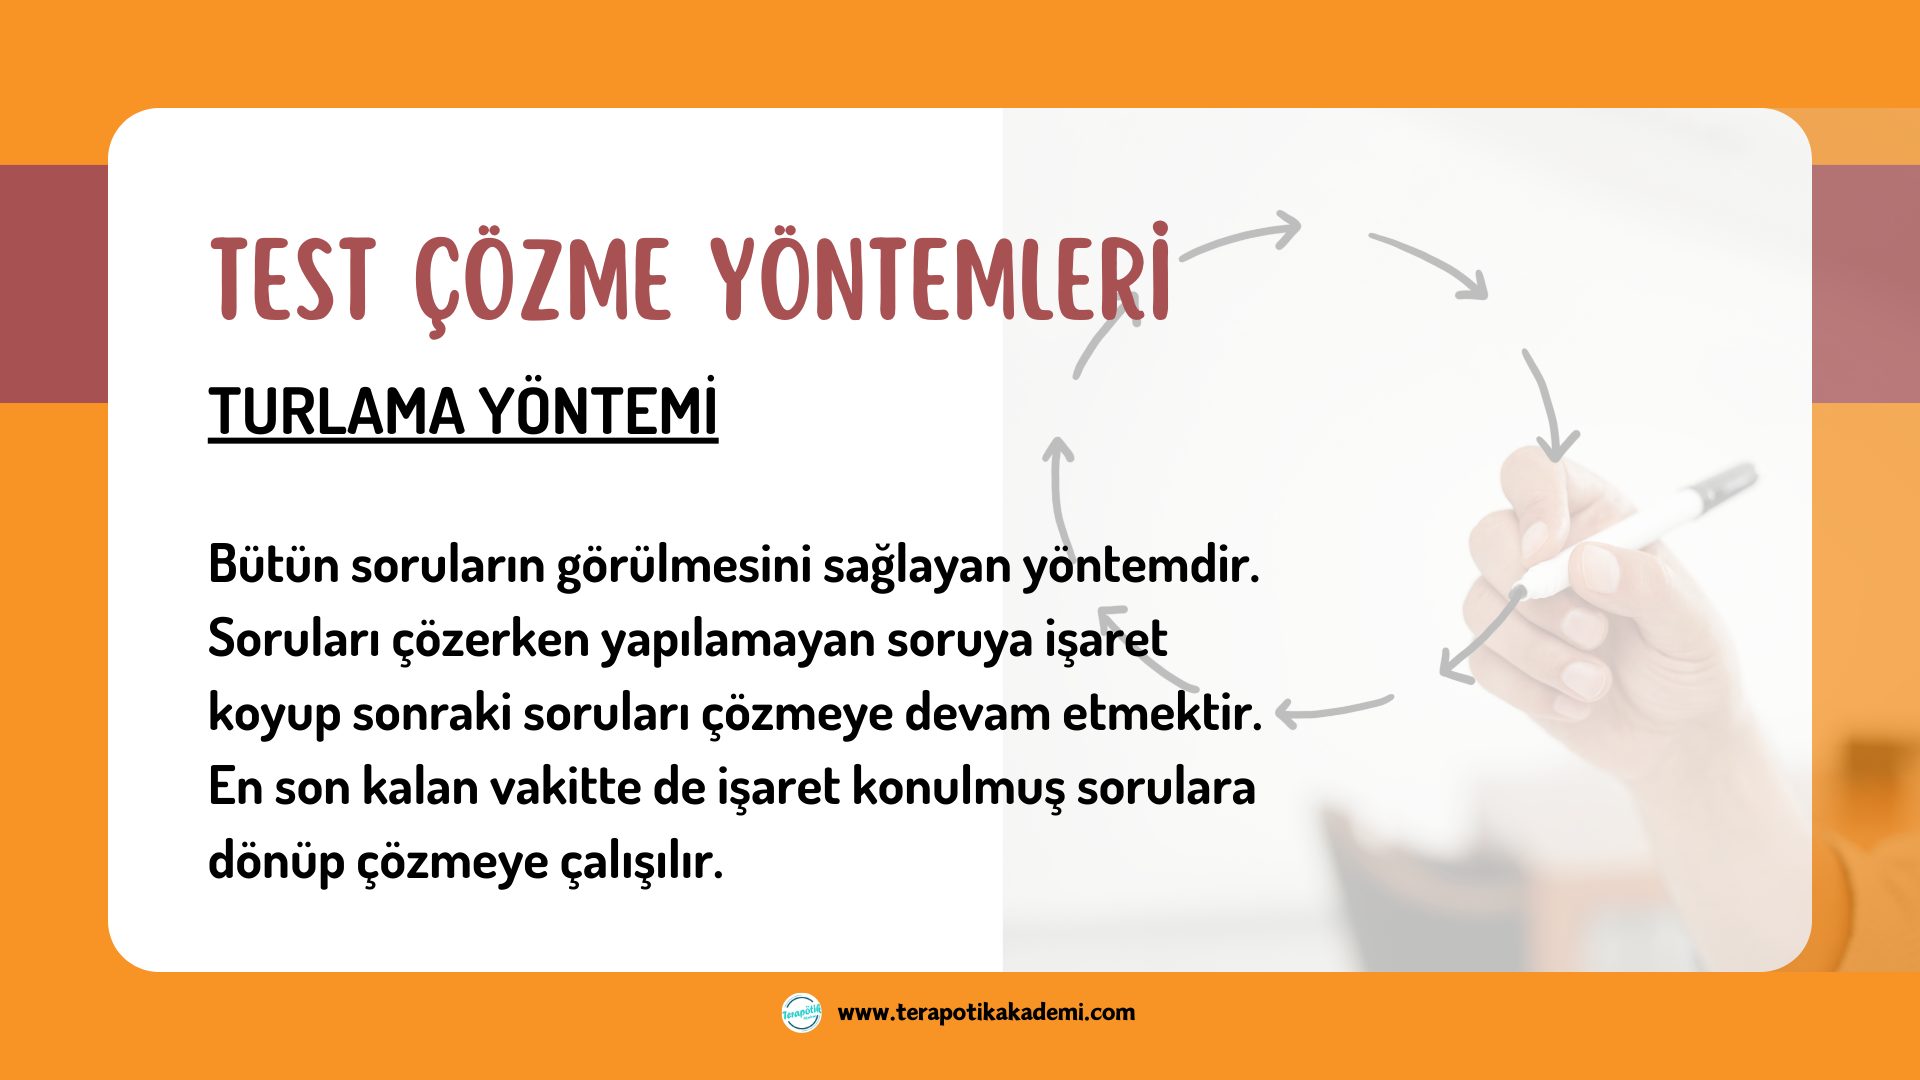 TEST ÇÖZME YÖNTEMLERİ
TURLAMA YÖNTEMİ
Bütün soruların görülmesini sağlayan yöntemdir.
Soruları çözerken yapılamayan soruya işaret
koyup sonraki soruları çözmeye devam etmektir.
En son kalan vakitte de işaret konulmuş sorulara
dönüp çözmeye çalışılır.
Terapötik
www.terapotikakademi.com